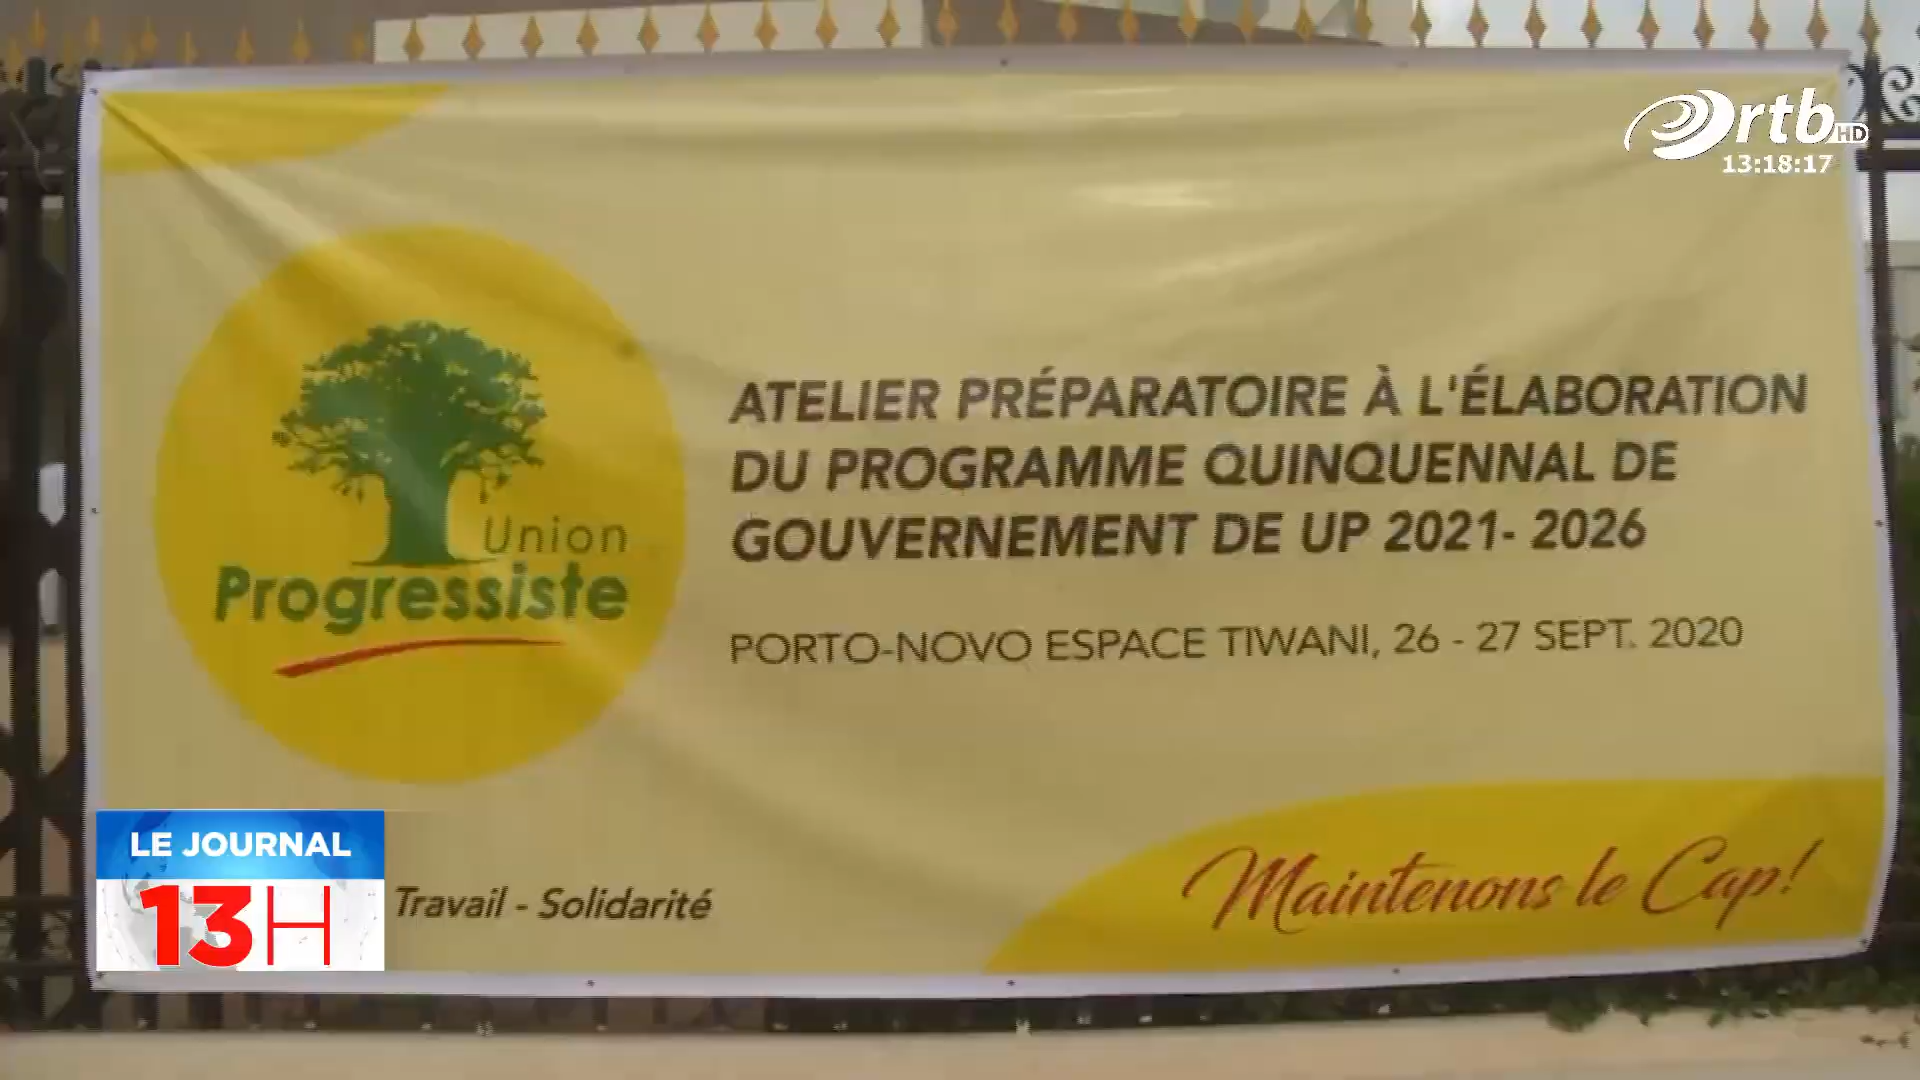 ortb HD
13:18:17
ATELIER PRÉPARATOIRE À L'ÉLABORATION
DU PROGRAMME QUINQUENNAL DE
GOUVERNEMENT DE UP 2021- 2026
PORTO-NOVO ESPACE TIWANI, 26 - 27 SEPT. 2020
Union
Progressiste
LE JOURNAL
13H
Travail - Solidarité
Maintenons le Cap!